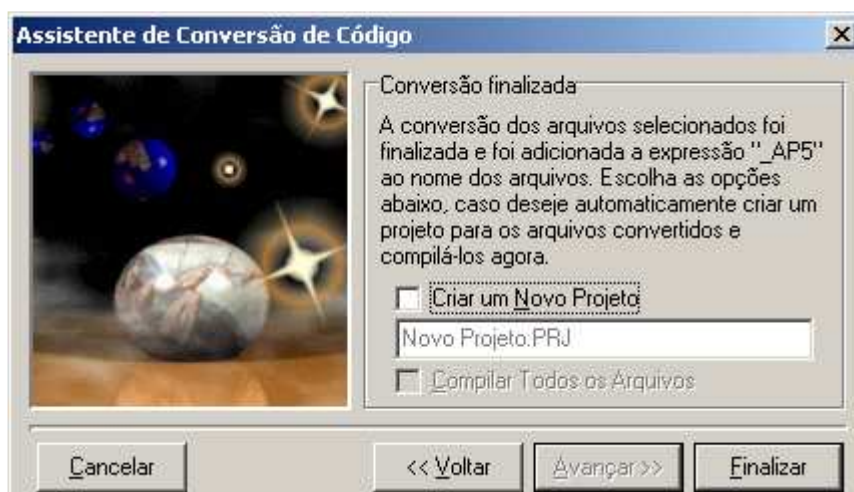 Assistente de Conversão de Código
Conversão finalizada
A conversão dos arquivos selecionados foi
finalizada e foi adicionada a expressão "_AP5"
ao nome dos arquivos. Escolha as opções
abaixo, caso deseje automaticamente criar um
projeto para os arquivos convertidos e
compilá-los agora.
Criar um Novo Projeto
Novo Projeto.PRJ
Compilar Todos os Arquivos
Cancelar
<< Voltar
Avançar >>
Finalizar